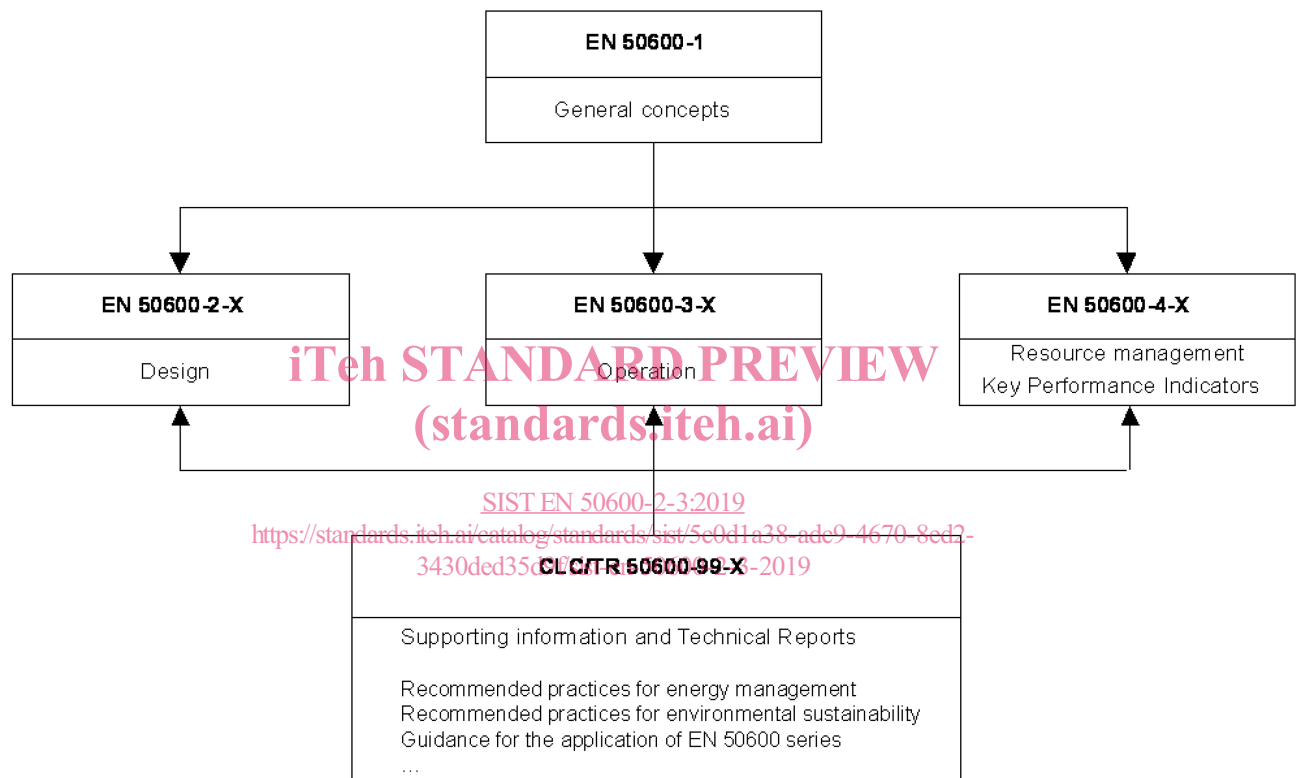 EN 50600-1
General concepts
EN 50600-2-X
EN 50600-3-X
EN 50600-4-X
Design
Operation
Resource management
Key Performance Indicators
iTeh STANDARD PREVIEW
(standards.iteh.ai)
SIST EN 50600-2-3:2019
https://standards.iteh.ai/catalog/standards/sist/5c0d1a38-adc9-4670-8cd2-
CLC/TR 50600-99-X
Supporting information and Technical Reports
Recommended practices for energy management
Recommended practices for environmental sustainability
Guidance for the application of EN 50600 series
...